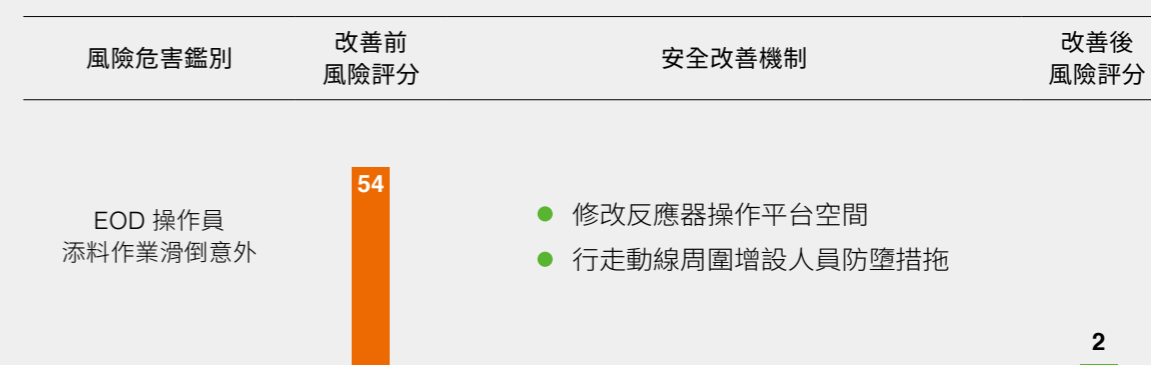 風險危害鑑別
改善前
風險評分
安全改善機制
改善後
風險評分
EOD 操作員
添料作業滑倒意外
54
修改反應器操作平台空間
行走動線周圍增設人員防墮措拖
2